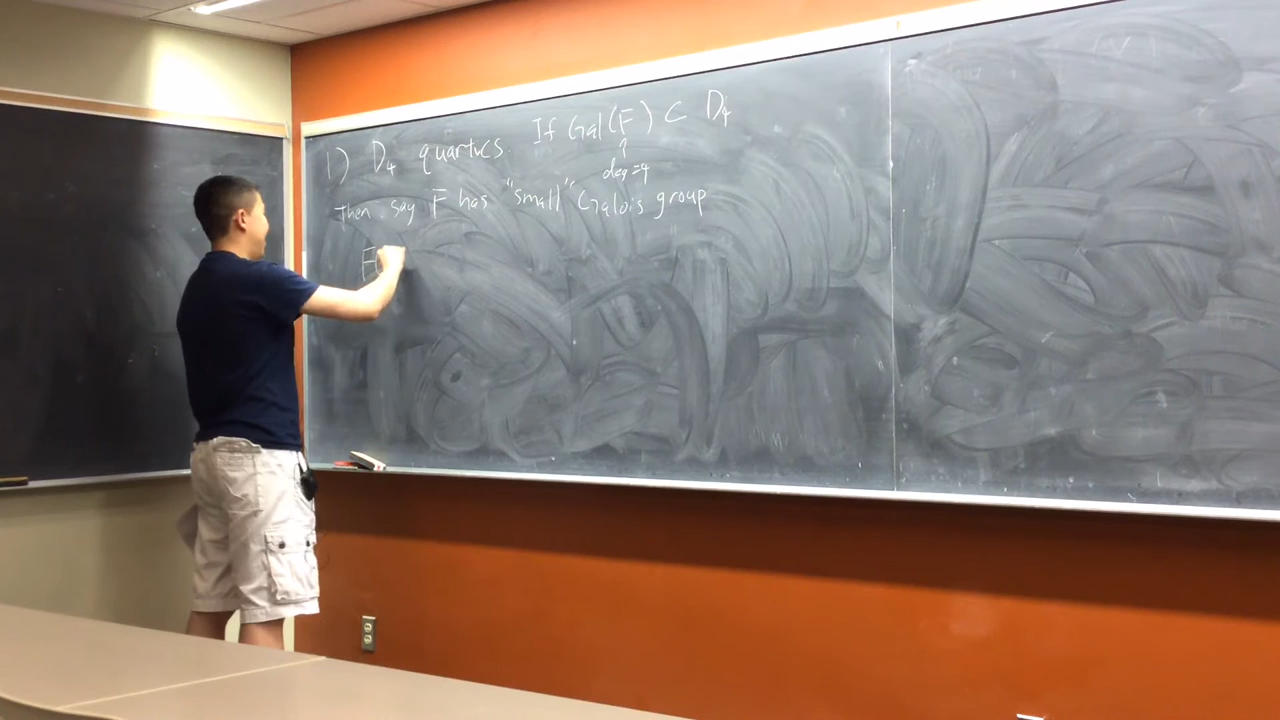 1) D₄ quartics. If Gal(F) ⊂ D₄
↑
deg=4
then, say F has "small" Galois group
F